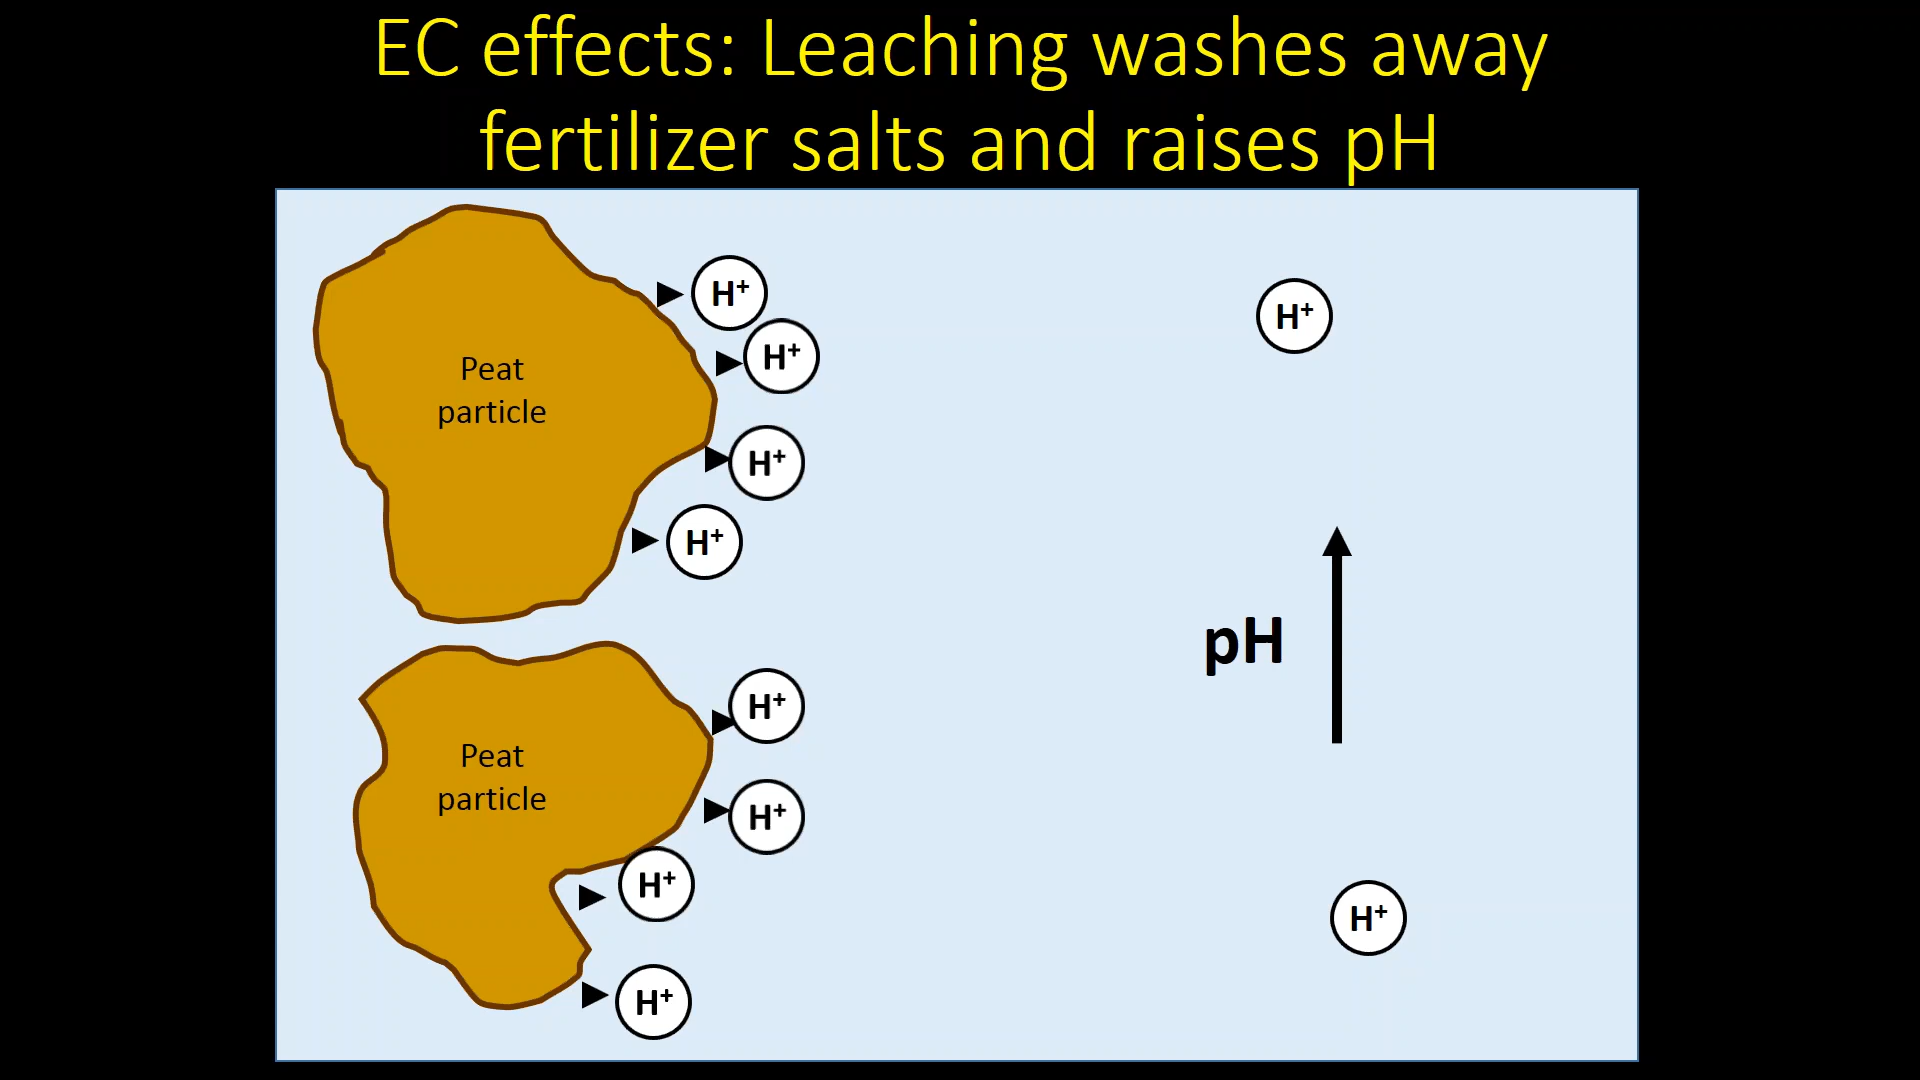 EC effects: Leaching washes away
fertilizer salts and raises pH
H⁺
H⁺
H⁺
Peat
particle
H⁺
H⁺
pH
H⁺
Peat
particle
H⁺
H⁺
H⁺
H⁺